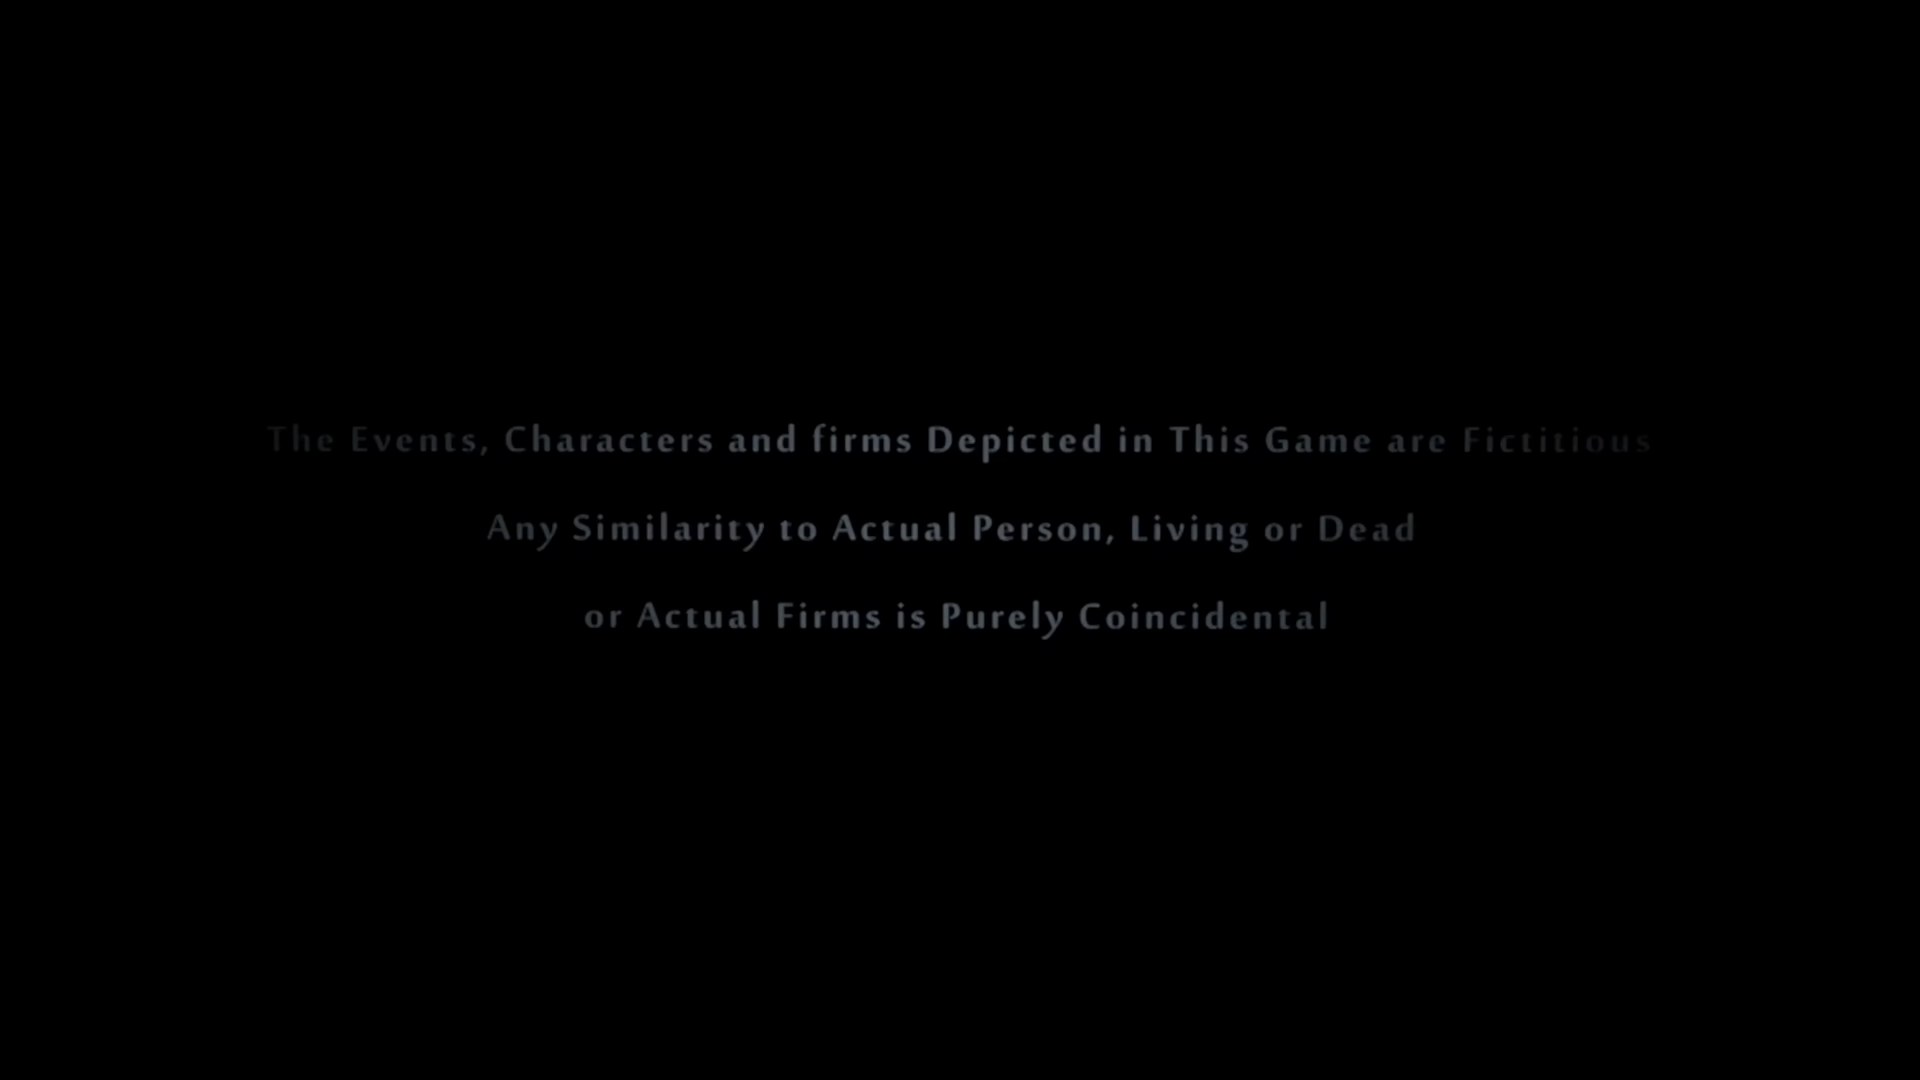 The Events, Characters and firms Depicted in This Game are Fictitious
Any Similarity to Actual Person, Living or Dead
or Actual Firms is Purely Coincidental